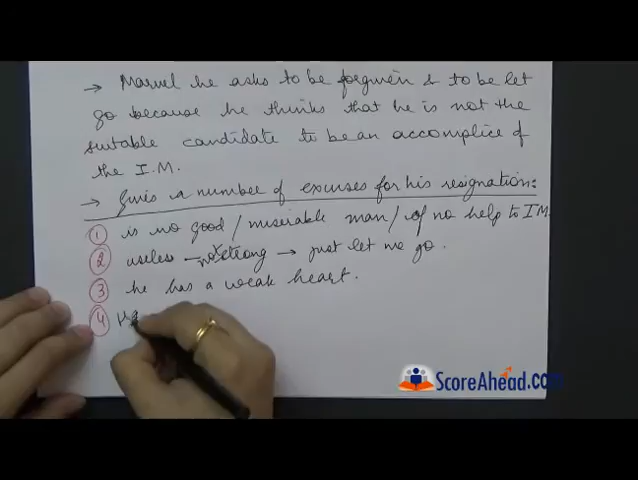 → Marvel he asks to be forgiven & to be let
go because he thinks that he is not the
suitable candidate to be an accomplice of
the I.M.
→ Gives a number of excuses for his resignation:
① is no good / miserable man / of no help to I.M.
② useless - not strong → just let me go.
③ he has a weak heart.
④
ScoreAhead.com